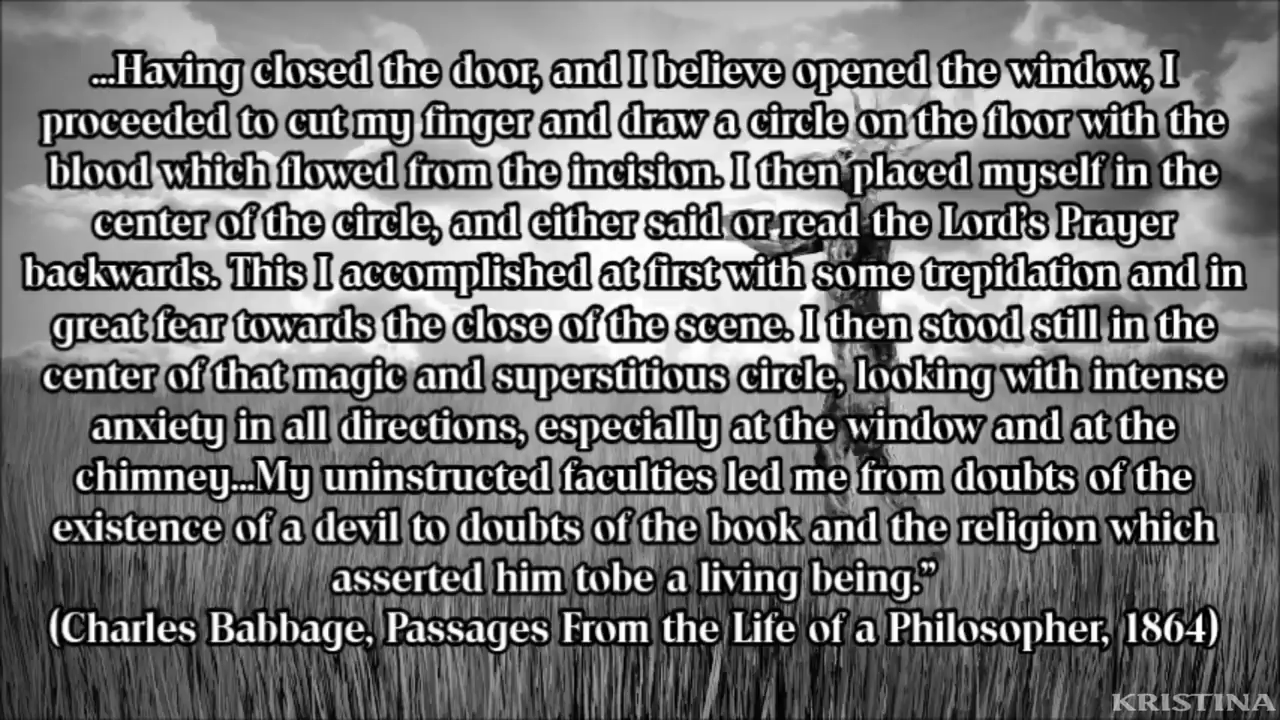 ...Having closed the door, and I believe opened the window, I
proceeded to cut my finger and draw a circle on the floor with the
blood which flowed from the incision. I then placed myself in the
center of the circle, and either said or read the Lord's Prayer
backwards. This I accomplished at first with some trepidation and in
great fear towards the close of the scene. I then stood still in the
center of that magic and superstitious circle, looking with intense
anxiety in all directions, especially at the window and at the
chimney...My uninstructed faculties led me from doubts of the
existence of a devil to doubts of the book and the religion which
asserted him tobe a living being.”
(Charles Babbage, Passages From the Life of a Philosopher, 1864)
KRISTINA